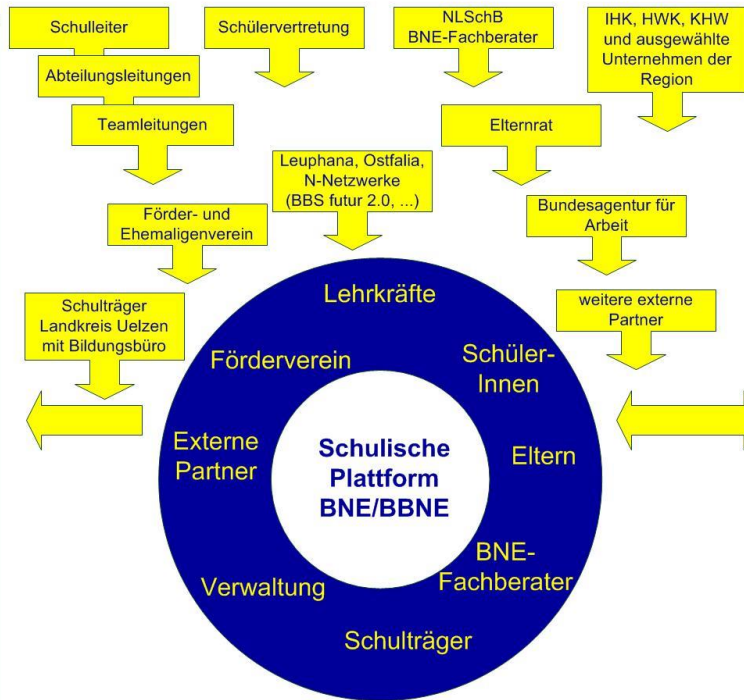 Schulleiter
Schülervertretung
NLSchB
BNE-Fachberater
IHK, HWK, KHW
und ausgewählte
Unternehmen der
Region
Abteilungsleitungen
Teamleitungen
Elternrat
Leuphana, Ostfalia,
N-Netzwerke
(BBS futur 2.0, ...)
Förder- und
Ehemaligenverein
Bundesagentur für
Arbeit
Schulträger
Landkreis Uelzen
mit Bildungsbüro
weitere externe
Partner
Lehrkräfte
Förderverein
Schüler-
Innen
Externe
Partner
Schulische
Plattform
BNE/BBNE
Eltern
Verwaltung
BNE-
Fachberater
Schulträger